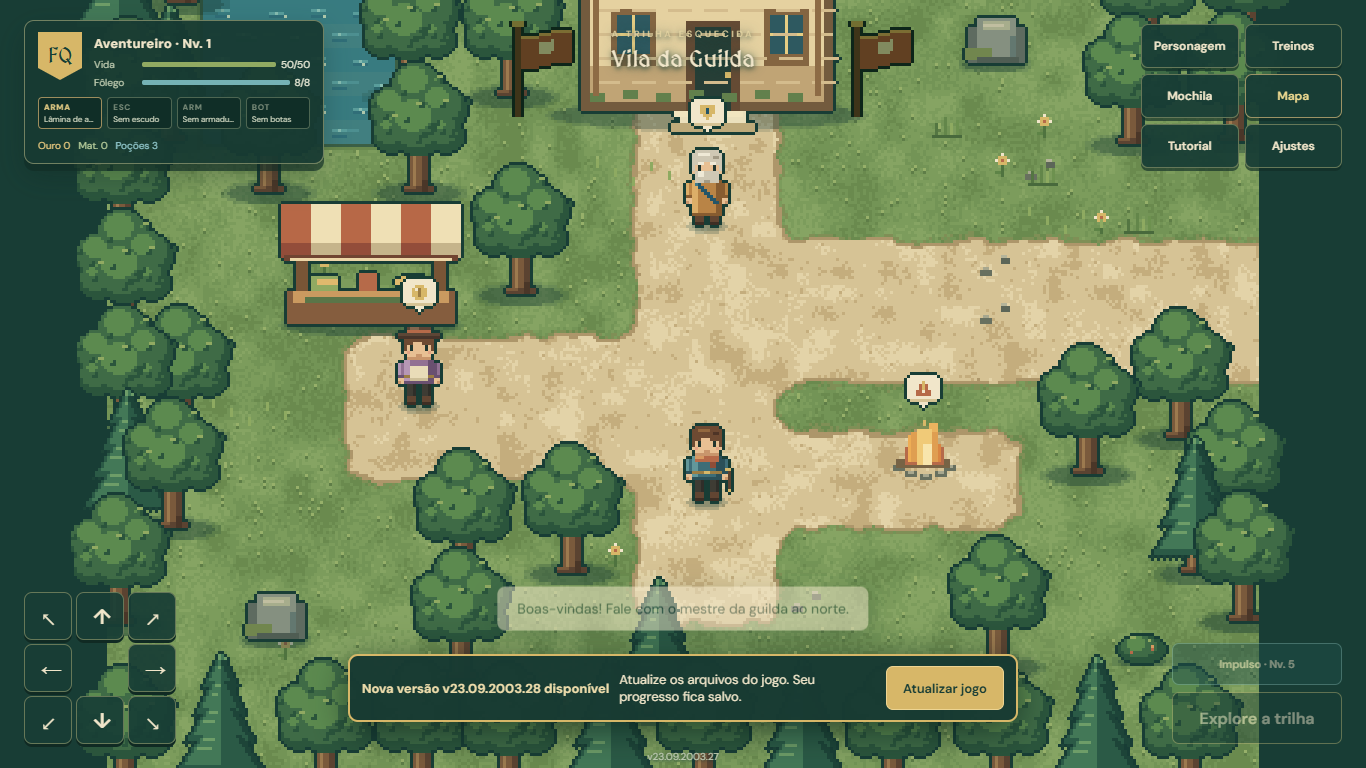 FQ
Aventureiro · Nv. 1
Vida
50/50
Fôlego
8/8
ARMA
Lâmina de a...
ESC
Sem escudo
ARM
Sem armadu...
BOT
Sem botas
Ouro 0 Mat. 0 Poções 3
A TRILHA ESQUECIDA
Vila da Guilda
Personagem
Treinos
Mochila
Mapa
Tutorial
Ajustes
Boas-vindas! Fale com o mestre da guilda ao norte.
Nova versão v23.09.2003.28 disponível
Atualize os arquivos do jogo. Seu
progresso fica salvo.
Atualizar jogo
Impulso · Nv. 5
Explore a trilha
v23.09.2003.27